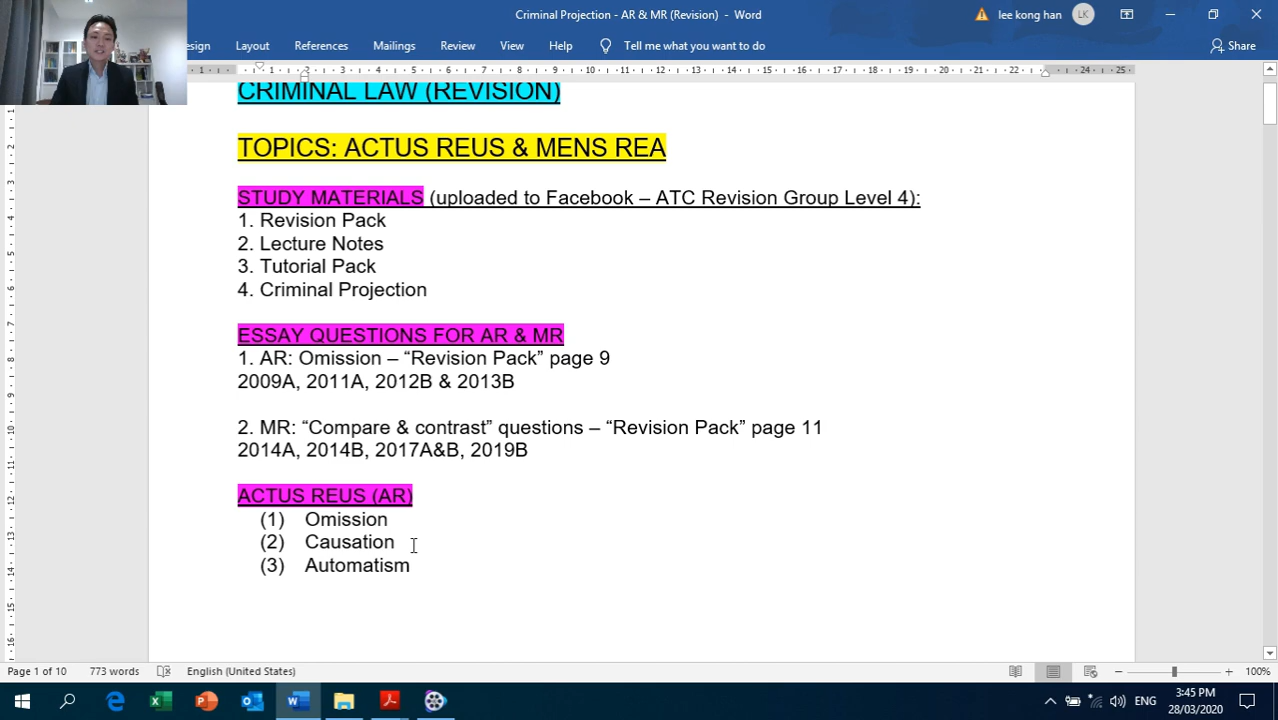 Criminal Projection - AR & MR (Revision) - Word
lee kong han
LK
esign Layout References Mailings Review View Help Tell me what you want to do
Share
CRIMINAL LAW (REVISION)
TOPICS: ACTUS REUS & MENS REA
STUDY MATERIALS (uploaded to Facebook – ATC Revision Group Level 4):
1. Revision Pack
2. Lecture Notes
3. Tutorial Pack
4. Criminal Projection
ESSAY QUESTIONS FOR AR & MR
1. AR: Omission – “Revision Pack” page 9
2009A, 2011A, 2012B & 2013B
2. MR: “Compare & contrast” questions – “Revision Pack” page 11
2014A, 2014B, 2017A&B, 2019B
ACTUS REUS (AR)
(1) Omission
(2) Causation
(3) Automatism
Page 1 of 10 773 words English (United States) 100%
ENG
3:45 PM
28/03/2020